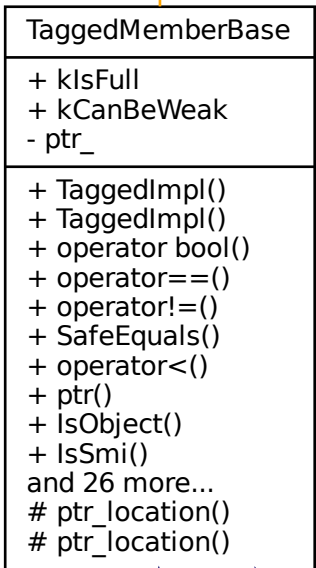 TaggedMemberBase
+ kIsFull
+ kCanBeWeak
- ptr_
+ TaggedImpl()
+ TaggedImpl()
+ operator bool()
+ operator==()
+ operator!=()
+ SafeEquals()
+ operator<()
+ ptr()
+ IsObject()
+ IsSmi()
and 26 more...
# ptr_location()
# ptr_location()